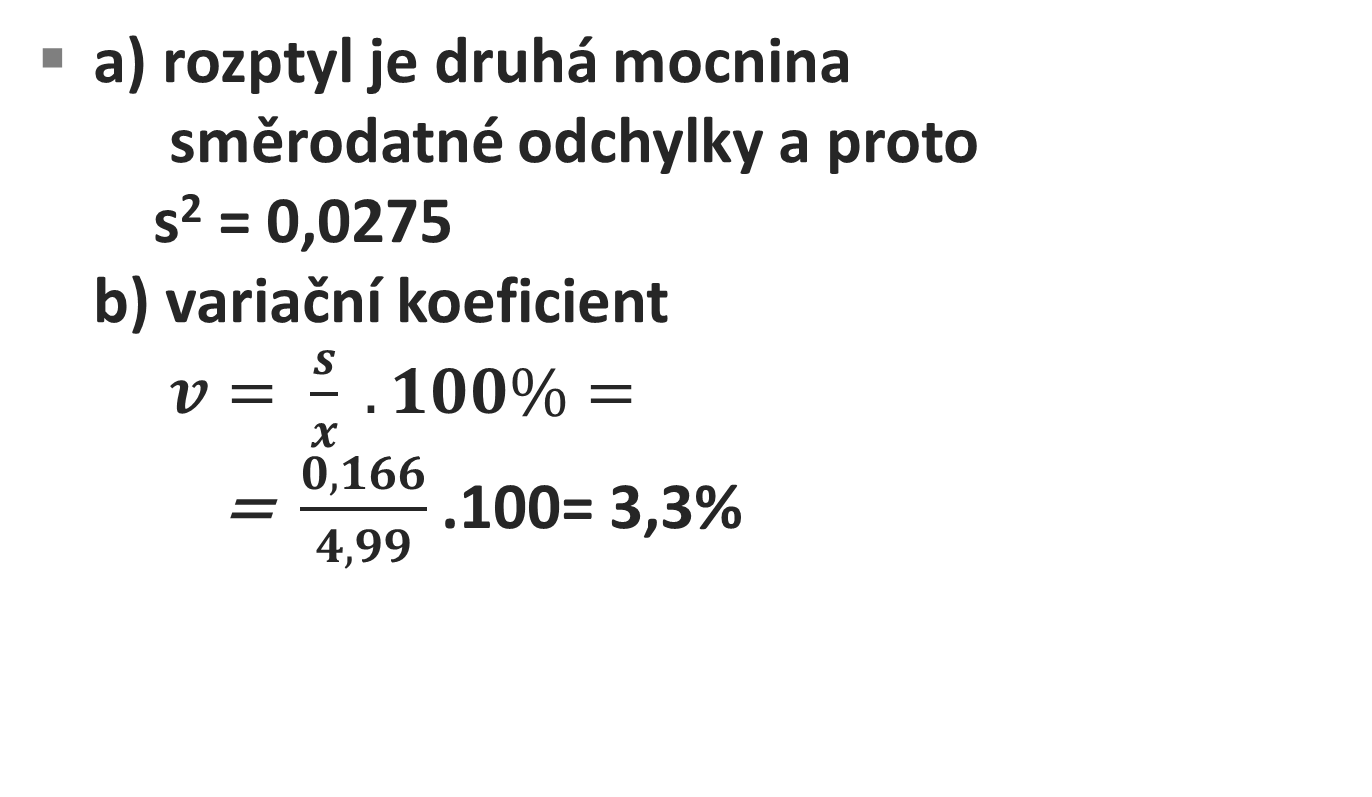 ▪ a) rozptyl je druhá mocnina
směrodatné odchylky a proto
s² = 0,0275
b) variační koeficient
v = s/x . 100% =
= 0,166/4,99 .100= 3,3%